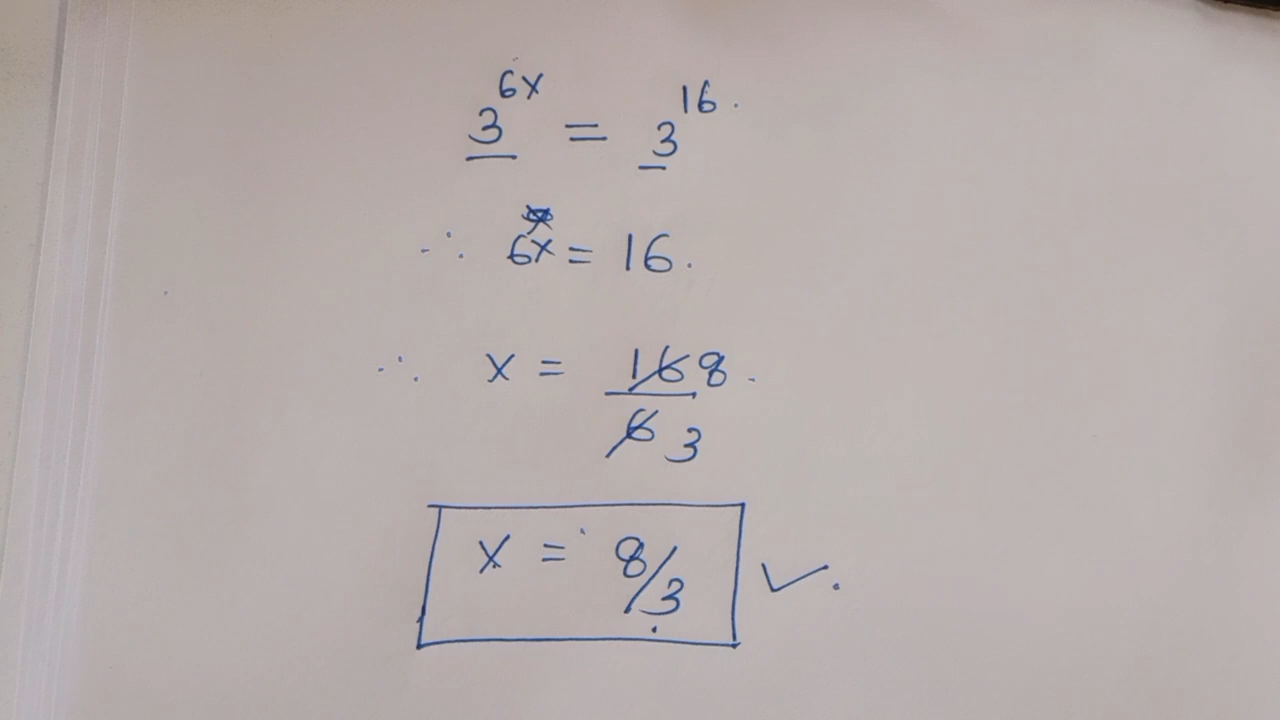 3^{6x} = 3^{16}.
∴ 6x = 16.
∴ x = 16 8.
6 3
x = 8/3 ✓.